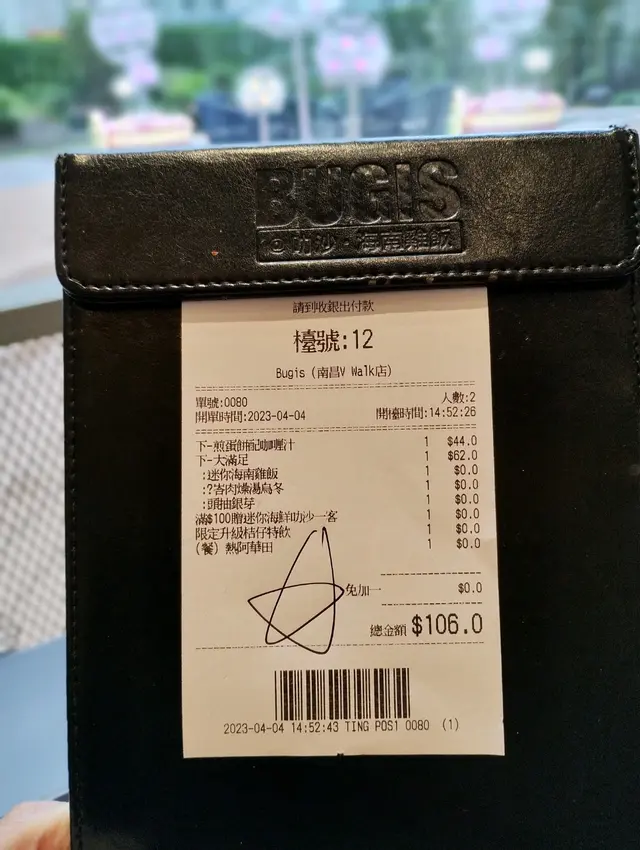 BUGIS
叻沙·海南雞飯
請到收銀出付款
檯號:12
Bugis (南昌V Walk店)
單號:0080 人數:2
開單時間:2023-04-04 開檯時間:14:52:26
下-煎蛋餅配咖喱汁 1 $44.0
下-大滿足 1 $62.0
:迷你海南雞飯 1 $0.0
:?杏肉燥湯烏冬 1 $0.0
:頭抽銀芽 1 $0.0
滿$100贈迷你海鮮叻沙一客 1 $0.0
限定升級桔仔特飲 1 $0.0
(餐) 熱阿華田 1 $0.0
免加一 $0.0
總金額 $106.0
2023-04-04 14:52:43 TING POS1 0080 (1)